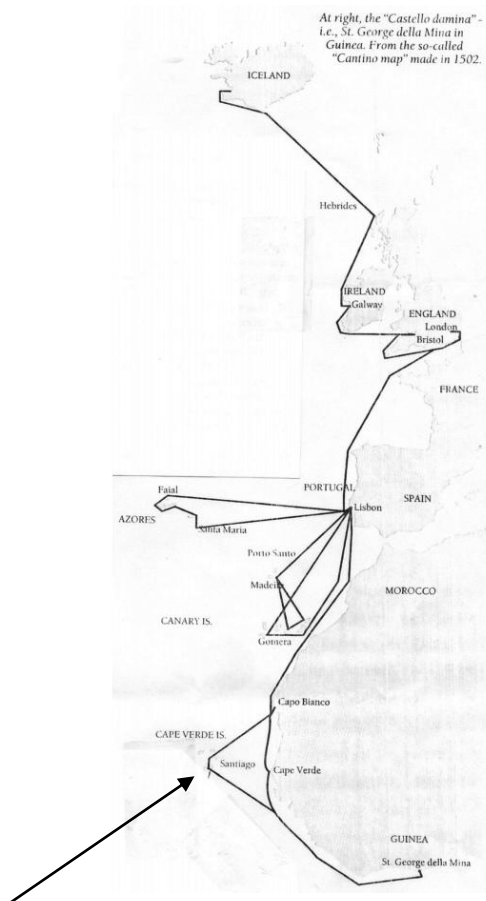 At right, the "Castello damina" -
i.e., St. George della Mina in
Guinea. From the so-called
"Cantino map" made in 1502.
ICELAND
Hebrides
IRELAND
Galway
ENGLAND
London
Bristol
FRANCE
PORTUGAL
SPAIN
Faial
Lisbon
AZORES
Santa Maria
Porto Santo
Madeira
MOROCCO
CANARY IS.
Gomera
Capo Bianco
CAPE VERDE IS.
Santiago
Cape Verde
GUINEA
St. George della Mina